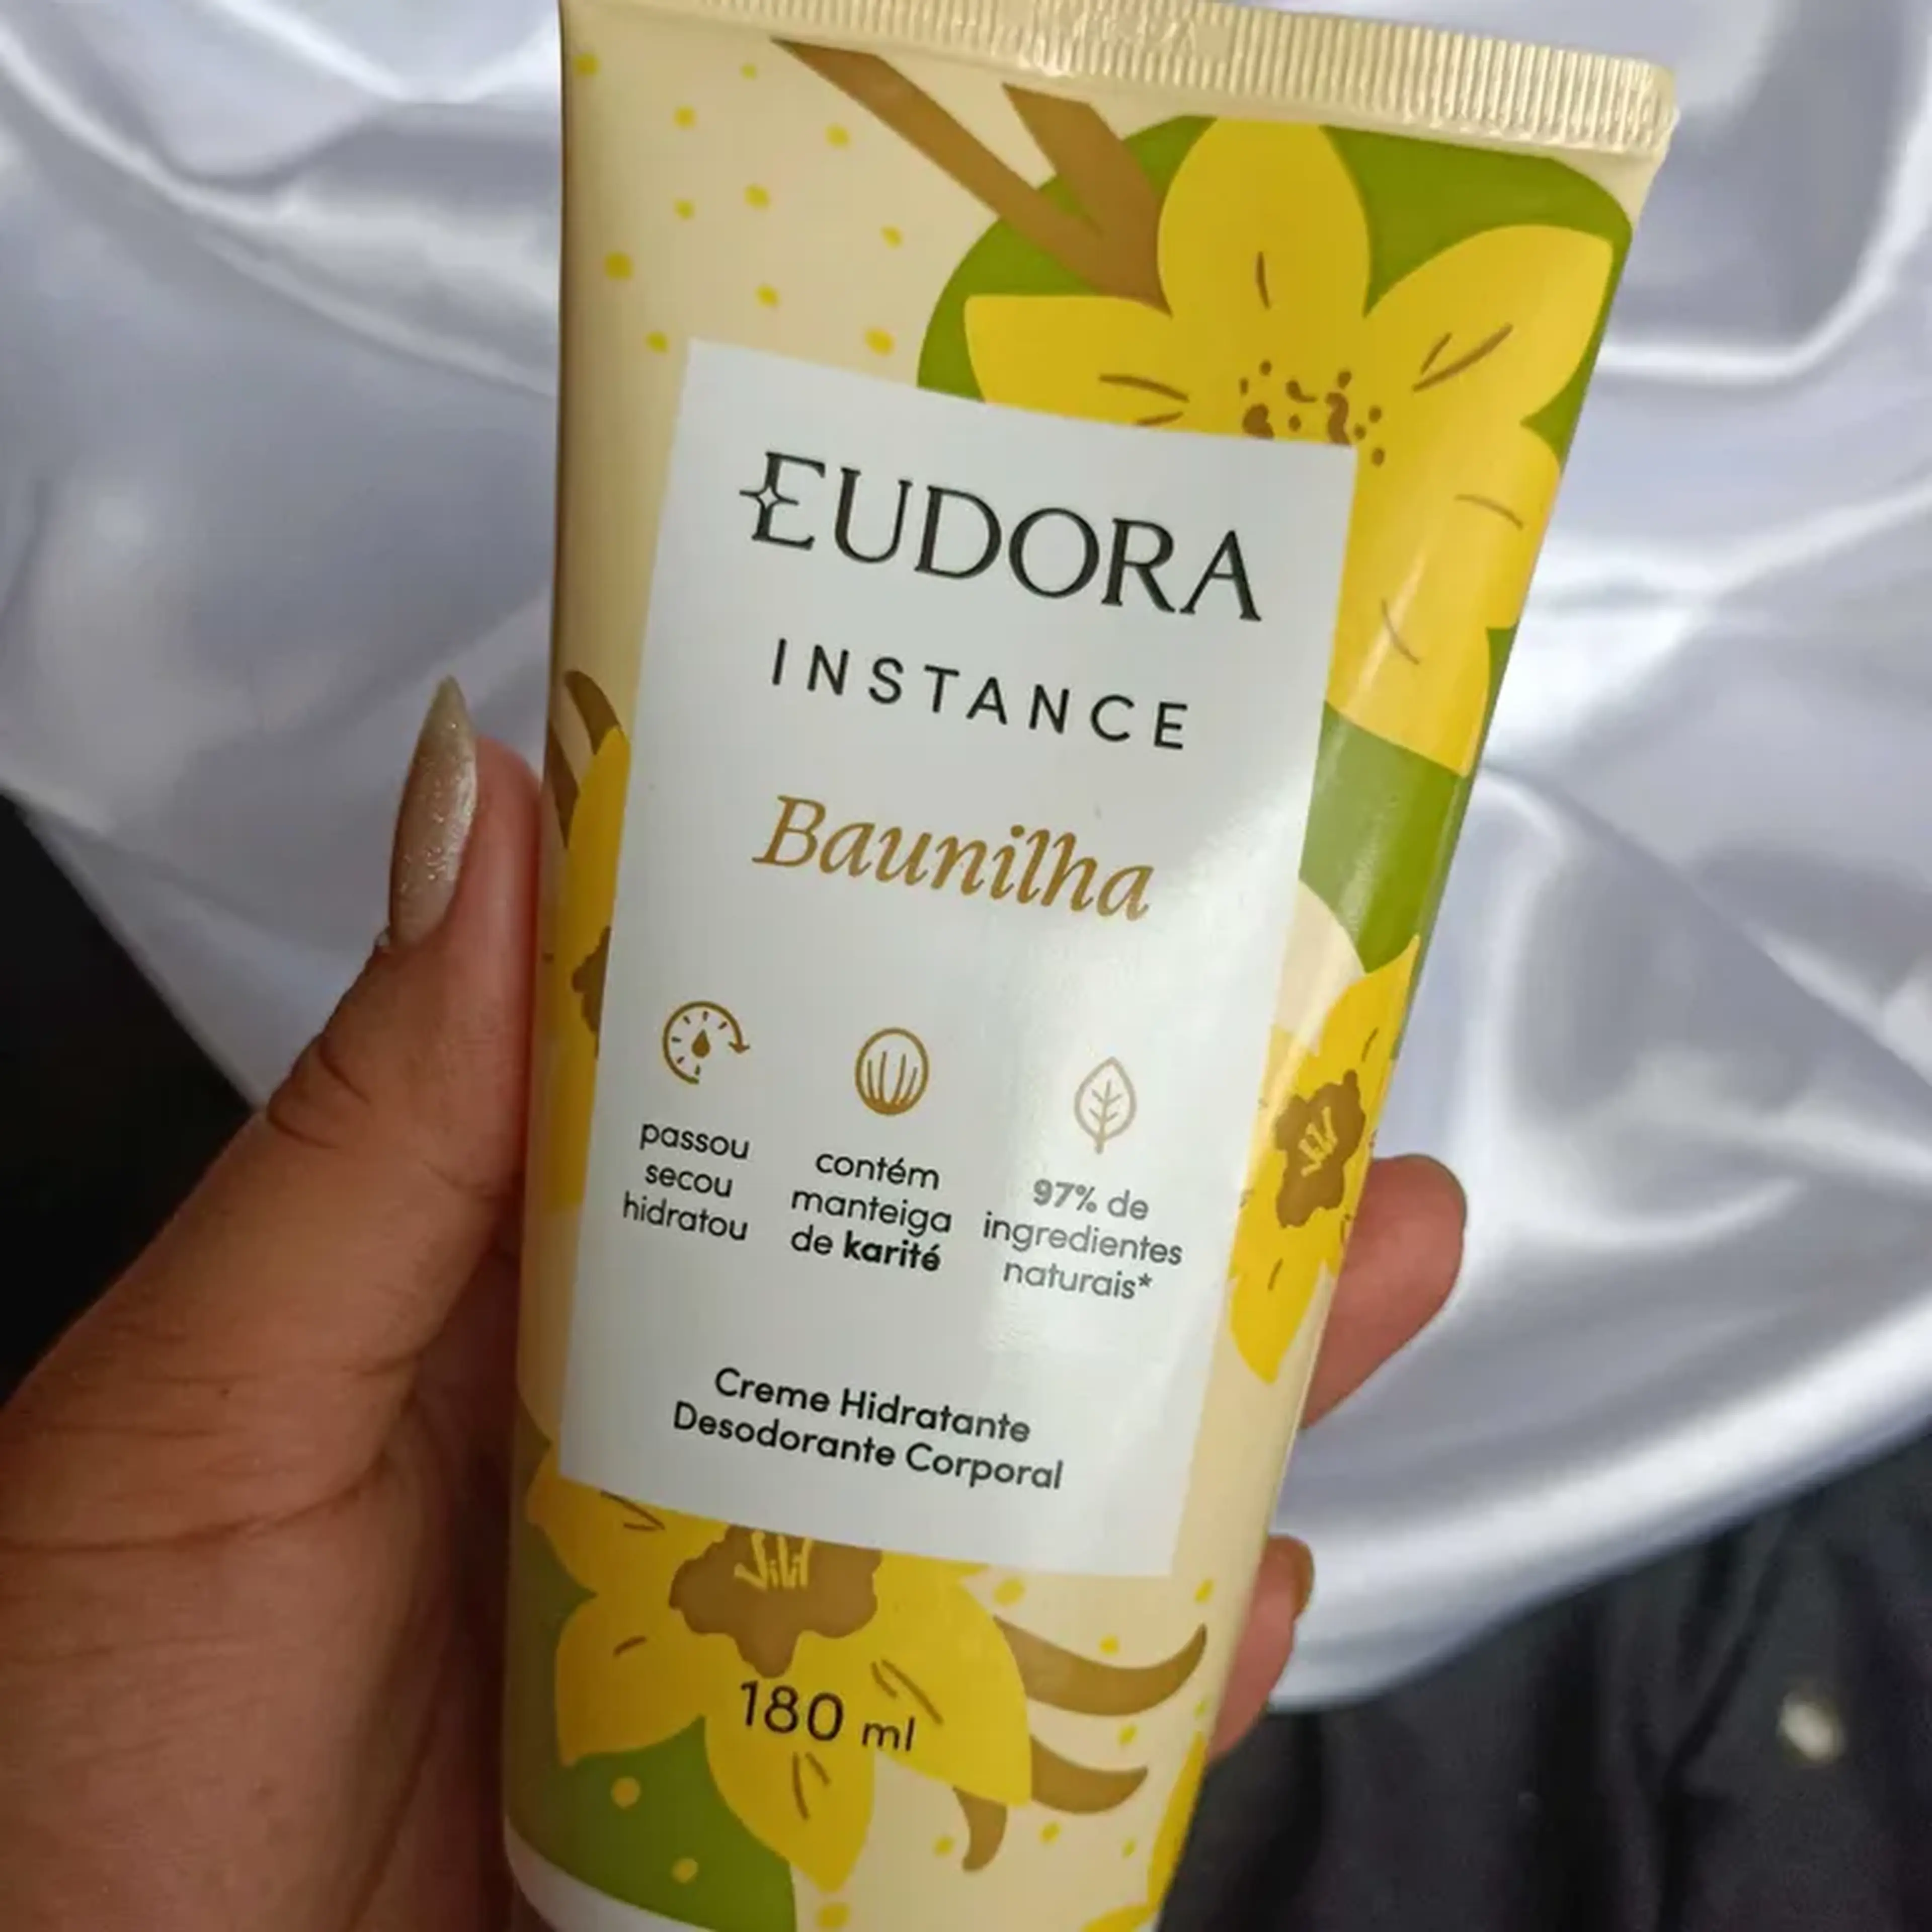 EUDORA
INSTANCE
Baunilha
passou
secou
hidratou
contém
manteiga
de karité
97% de
ingredientes
naturais*
Creme Hidratante
Desodorante Corporal
180 ml